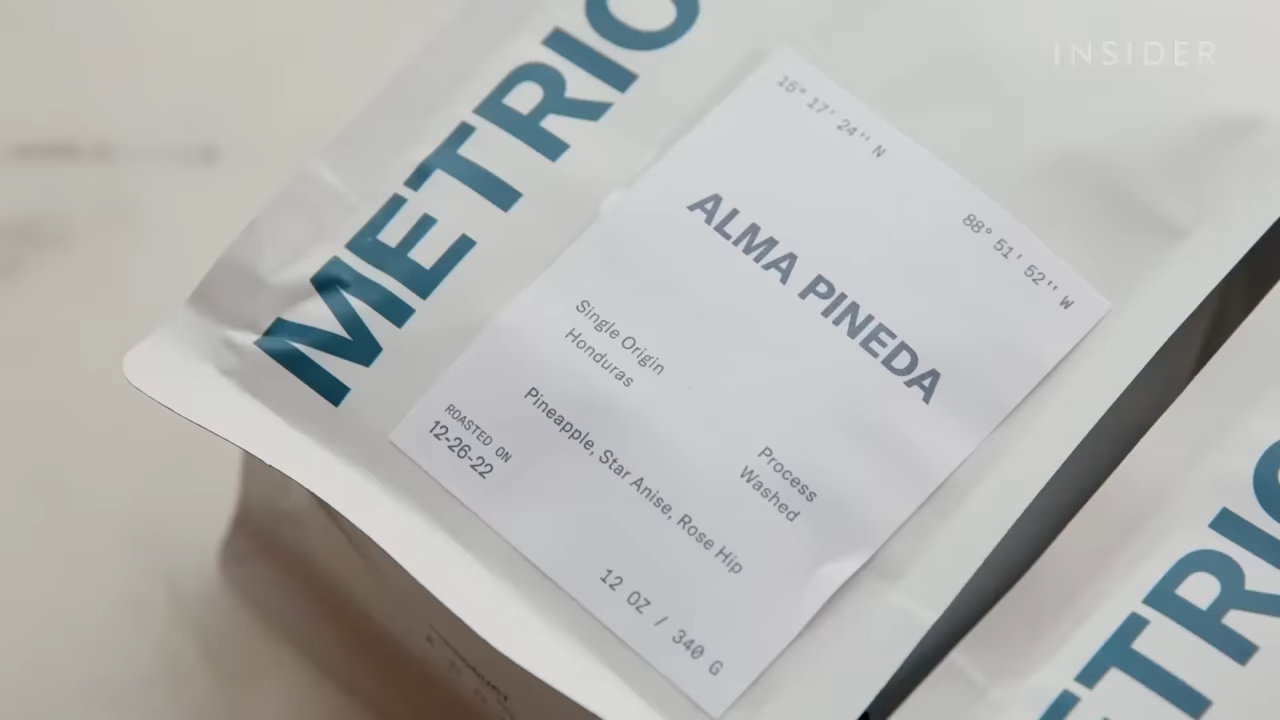 INSIDER
METRIC
15° 17' 24'' N
88° 51' 52'' W
ALMA PINEDA
Single Origin
Honduras
Process
Washed
Pineapple, Star Anise, Rose Hip
ROASTED ON
12-26-22
12 OZ / 340 G
METRIC